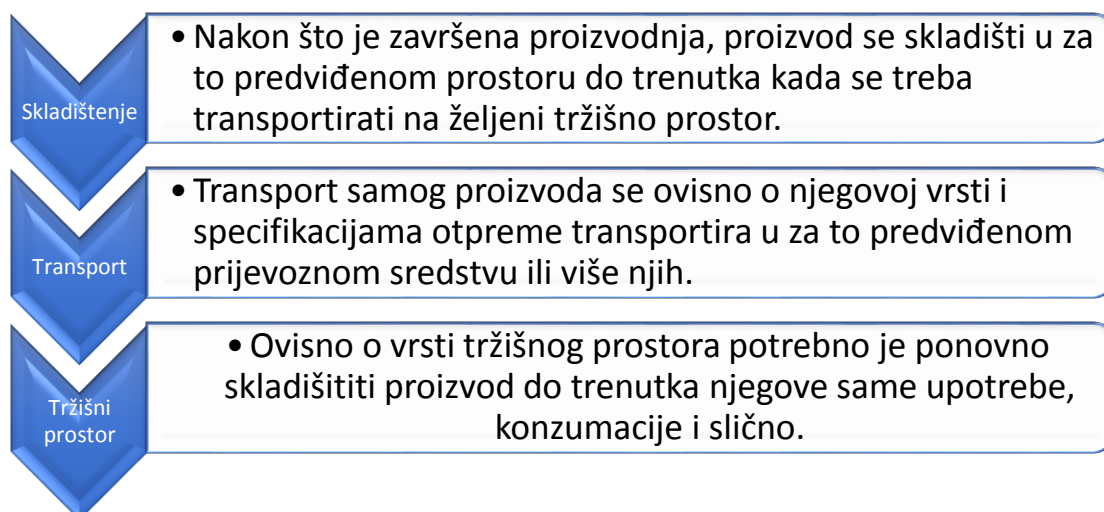 Skladištenje
• Nakon što je završena proizvodnja, proizvod se skladišti u za
to predviđenom prostoru do trenutka kada se treba
transportirati na željeni tržišno prostor.
Transport
• Transport samog proizvoda se ovisno o njegovoj vrsti i
specifikacijama otpreme transportira u za to predviđenom
prijevoznom sredstvu ili više njih.
Tržišni
prostor
• Ovisno o vrsti tržišnog prostora potrebno je ponovno
skladišititi proizvod do trenutka njegove same upotrebe,
konzumacije i slično.